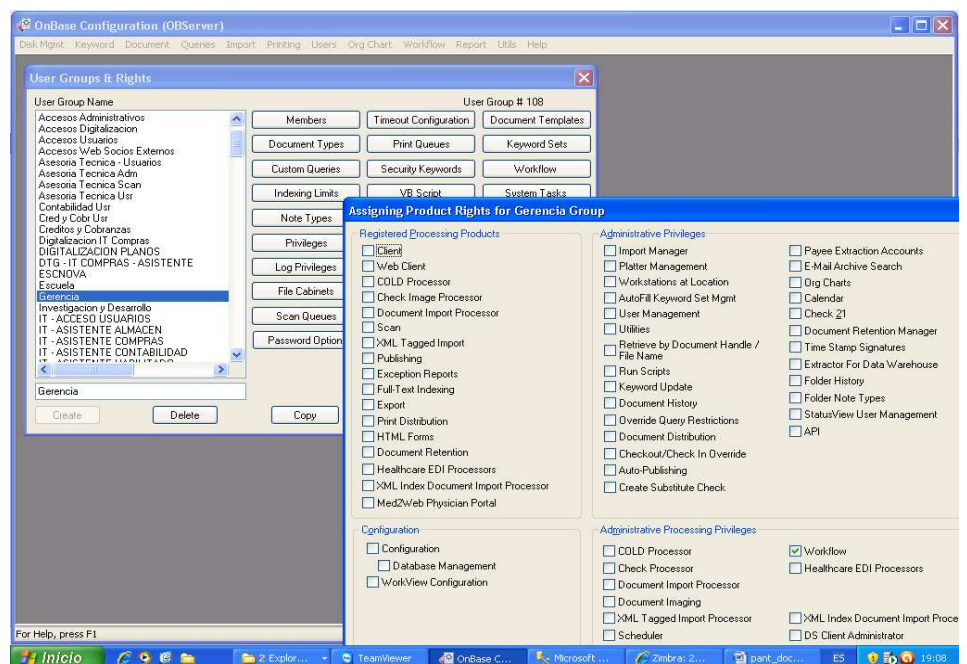 OnBase Configuration (OBServer)
Disk Mgmt Keyword Document Queries Import Printing Users Org Chart Workflow Report Utils Help
User Groups & Rights
User Group Name
User Group # 108
Accesos Administrativos
Accesos Digitalizacion
Accesos Usuarios
Accesos Web Socios Externos
Asesoria Tecnica - Usuarios
Asesoria Tecnica Adm
Asesoria Tecnica Scan
Asesoria Tecnica Usr
Contabilidad Usr
Cred y Cobr Usr
Creditos y Cobranzas
Digitalizacion IT Compras
DIGITALIZACION PLANOS
DTG - IT COMPRAS - ASISTENTE
ESCNOVA
Escuela
Gerencia
Investigacion y Desarrollo
IT - ACCESO USUARIOS
IT - ASISTENTE ALMACEN
IT - ASISTENTE COMPRAS
IT - ASISTENTE CONTABILIDAD
IT - ASISTENTE HABILITADO
Gerencia
Create Delete Copy
Members Timeout Configuration Document Templates
Document Types Print Queues Keyword Sets
Custom Queries Security Keywords Workflow
Indexing Limits VB Script System Tasks
Note Types
Privileges
Log Privileges
File Cabinets
Scan Queues
Password Option
Assigning Product Rights for Gerencia Group
Registered Processing Products
Client
Web Client
COLD Processor
Check Image Processor
Document Import Processor
Scan
XML Tagged Import
Publishing
Exception Reports
Full-Text Indexing
Export
Print Distribution
HTML Forms
Document Retention
Healthcare EDI Processors
XML Index Document Import Processor
Med2Web Physician Portal
Configuration
Configuration
Database Management
WorkView Configuration
Administrative Privileges
Import Manager
Platter Management
Workstations at Location
AutoFill Keyword Set Mgmt
User Management
Utilities
Retrieve by Document Handle /
File Name
Run Scripts
Keyword Update
Document History
Override Query Restrictions
Document Distribution
Checkout/Check In Override
Auto-Publishing
Create Substitute Check
Payee Extraction Accounts
E-Mail Archive Search
Org Charts
Calendar
Check 21
Document Retention Manager
Time Stamp Signatures
Extractor For Data Warehouse
Folder History
Folder Note Types
StatusView User Management
API
Administrative Processing Privileges
COLD Processor
Check Processor
Document Import Processor
Document Imaging
XML Tagged Import Processor
Scheduler
Workflow
Healthcare EDI Processors
XML Index Document Import Proce
DS Client Administrator
For Help, press F1
Inicio 2 Explor... TeamViewer OnBase C... Microsoft ... Zimbra: 2... pant_doc... ES 19:08